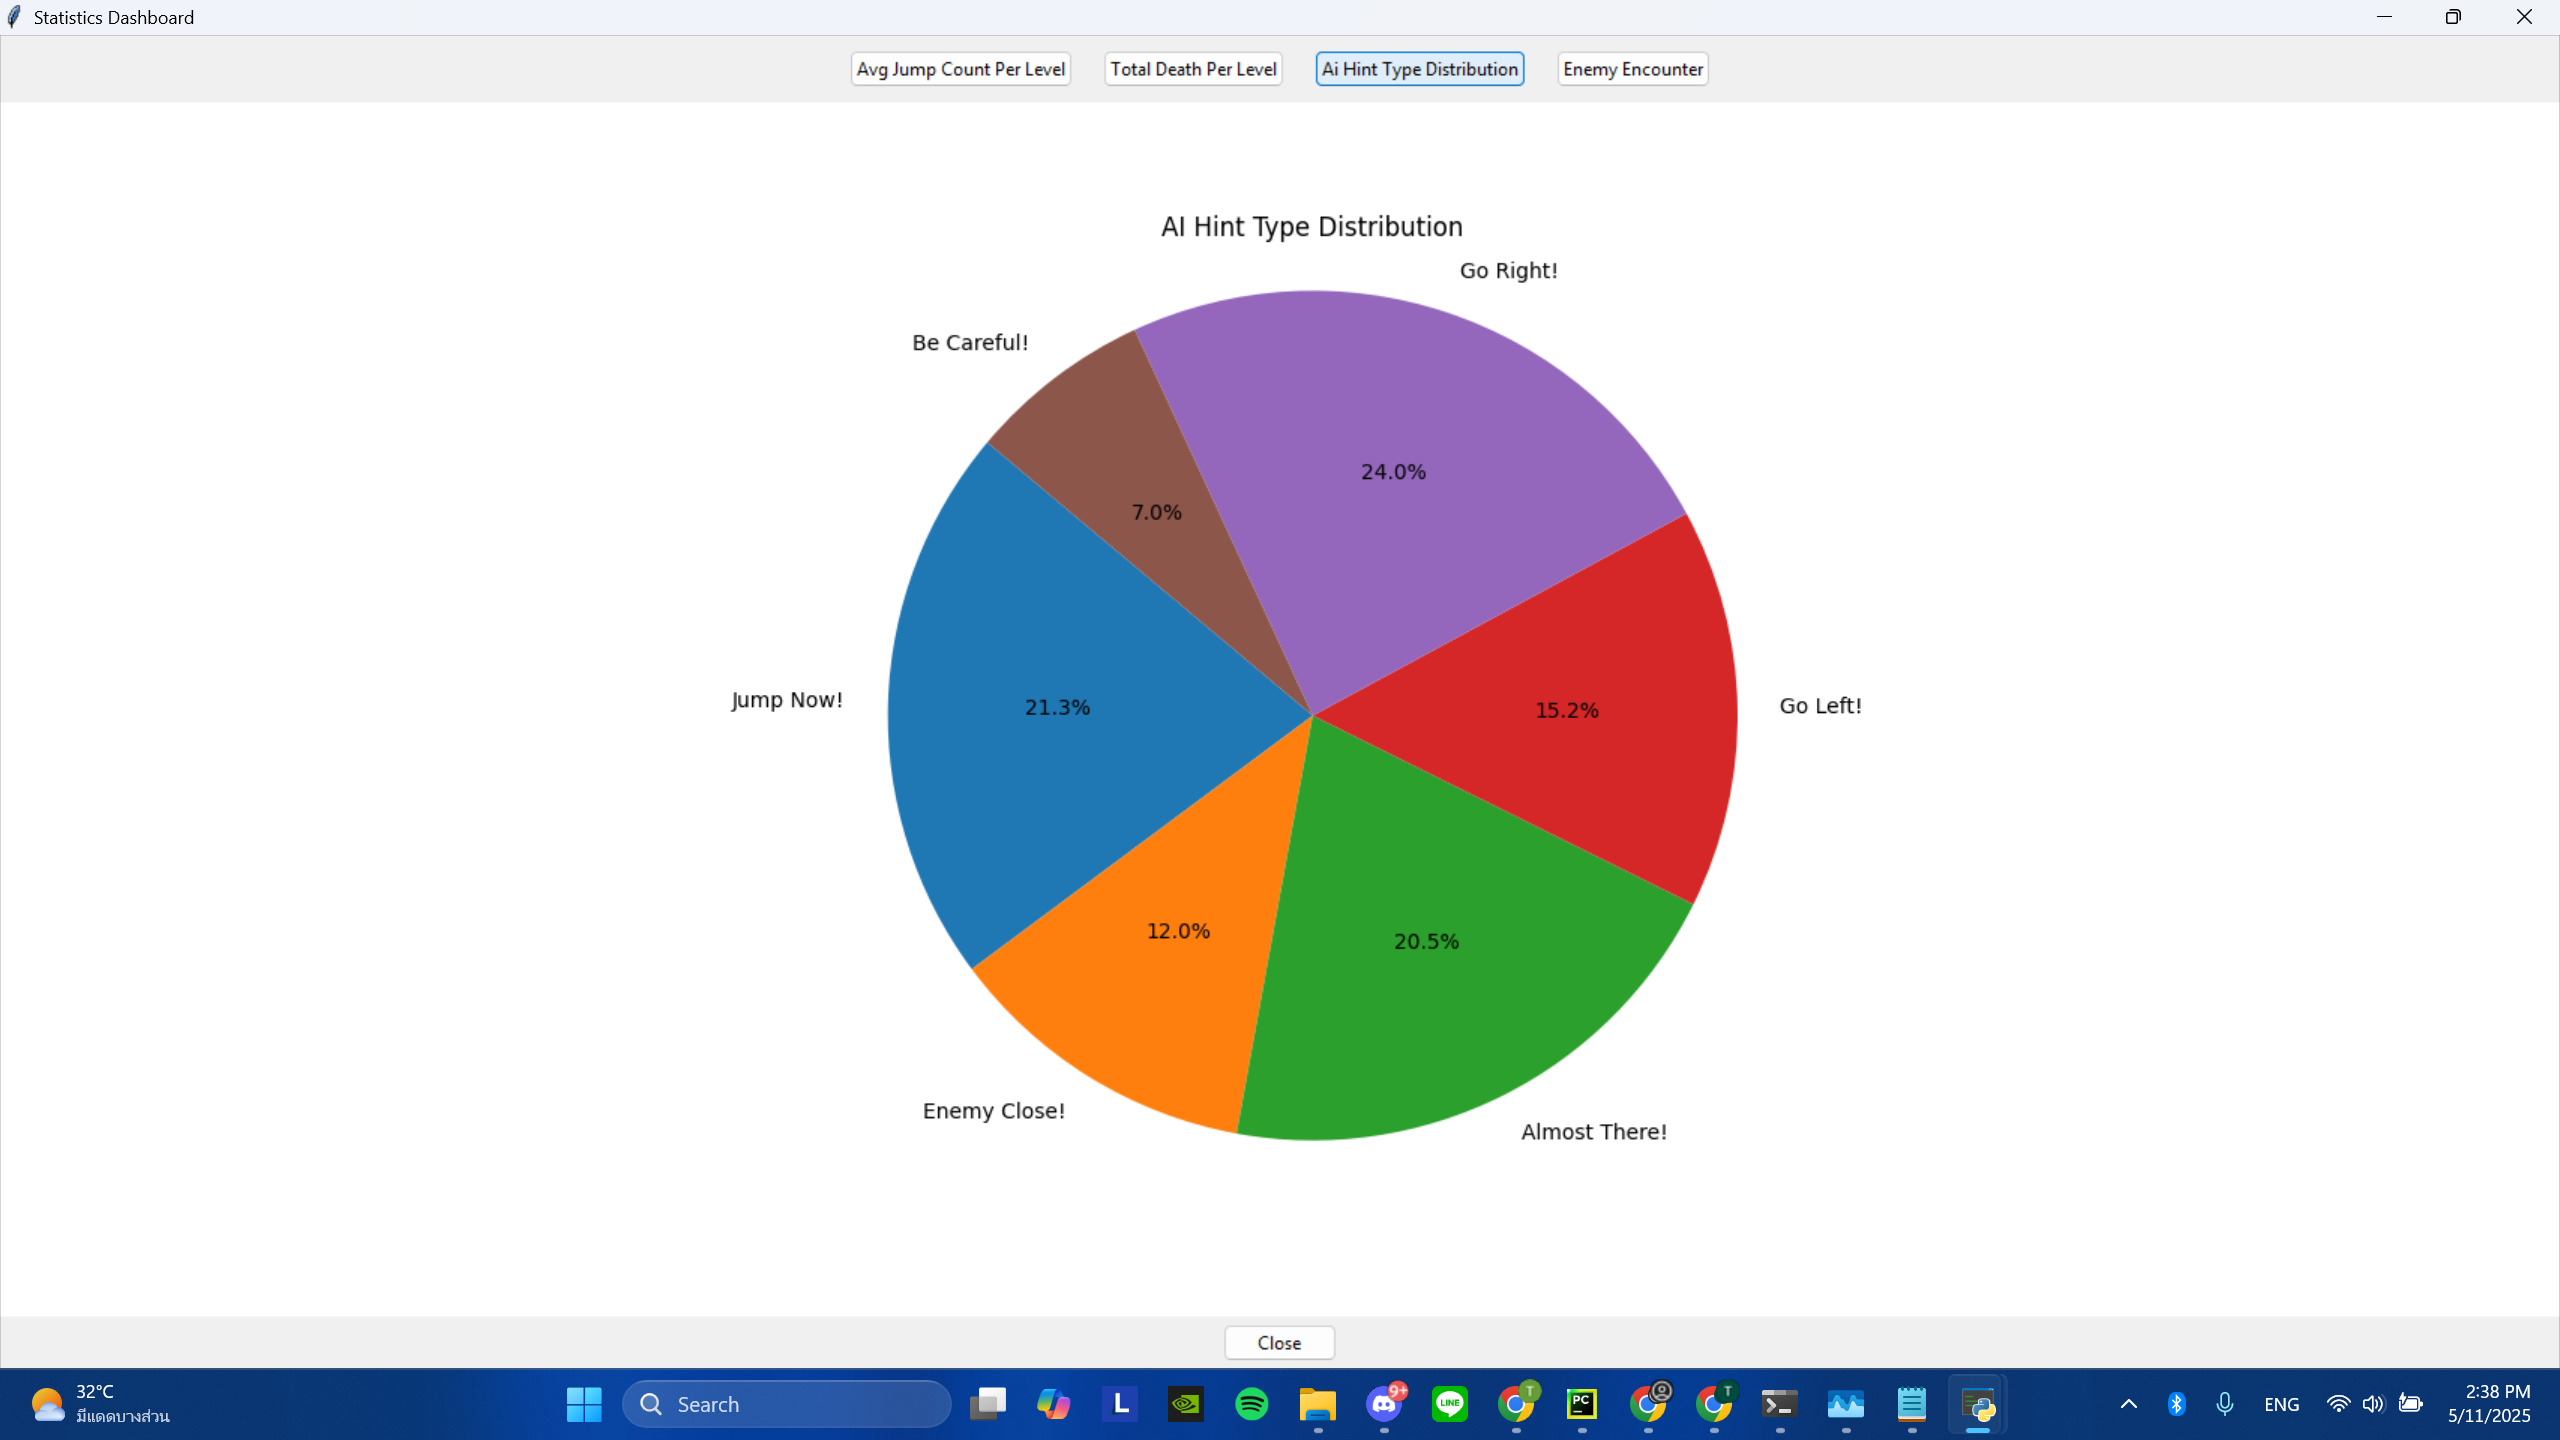 Statistics Dashboard
Avg Jump Count Per Level
Total Death Per Level
Ai Hint Type Distribution
Enemy Encounter
AI Hint Type Distribution
Go Right!
Be Careful!
24.0%
7.0%
Jump Now!
21.3%
15.2%
Go Left!
12.0%
20.5%
Enemy Close!
Almost There!
Close
32°C
มีแดดบางส่วน
Search
L
9+
LINE
T
PC
T
ENG
2:38 PM
5/11/2025